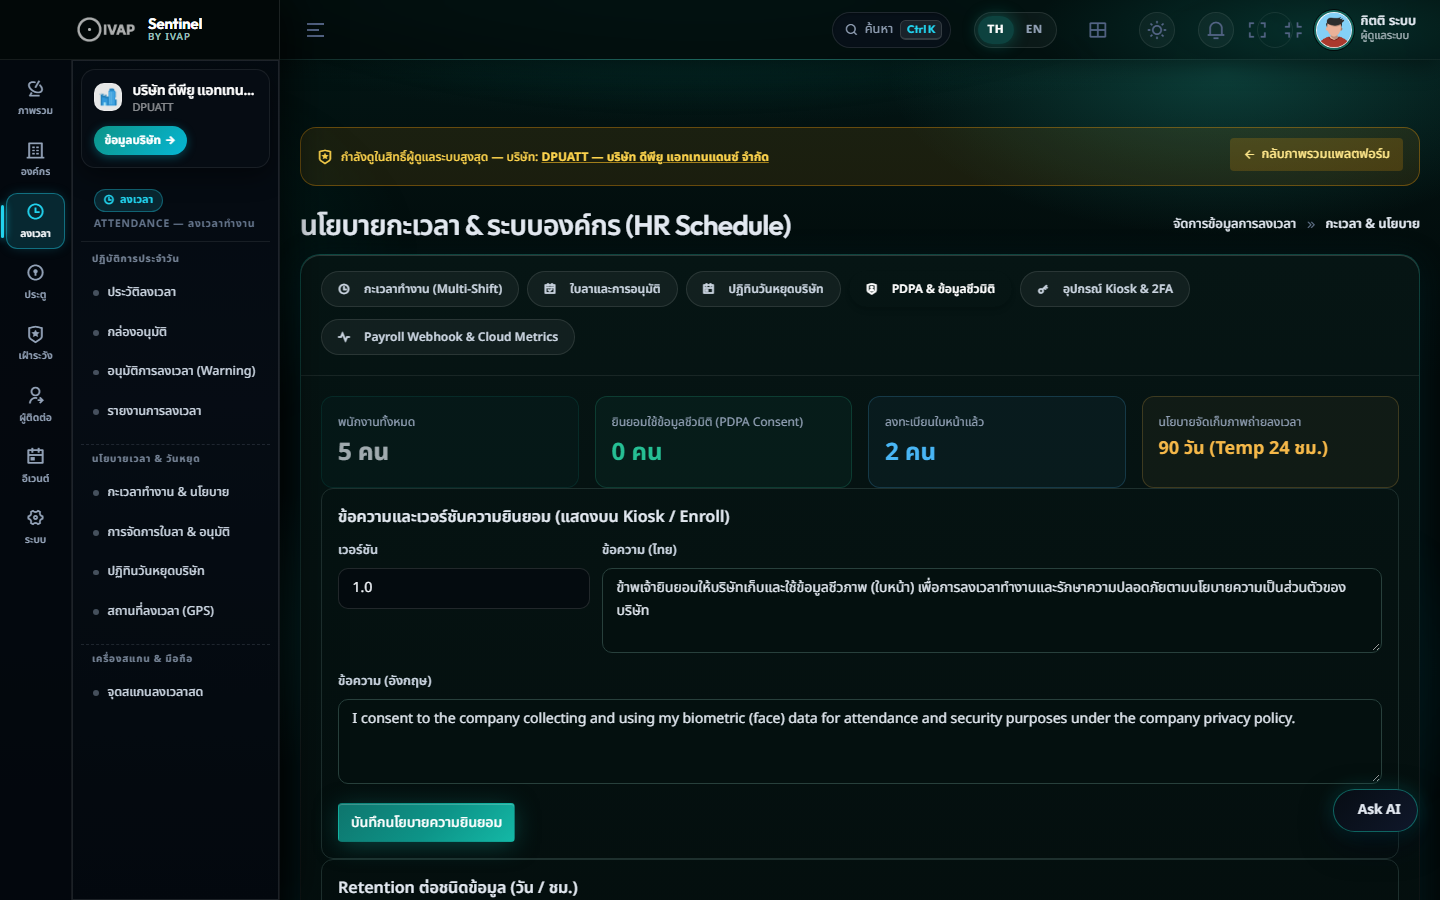 IVAP
Sentinel
BY IVAP
ค้นหา
Ctrl K
TH
EN
กิตติ ระบบ
ผู้ดูแลระบบ
ภาพรวม
องค์กร
ลงเวลา
ประตู
เฝ้าระวัง
ผู้ติดต่อ
อีเวนต์
ระบบ
บริษัท ดีพียู แอทเทน...
DPUATT
ข้อมูลบริษัท →
ลงเวลา
ATTENDANCE — ลงเวลาทำงาน
ปฏิบัติการประจำวัน
ประวัติลงเวลา
กล่องอนุมัติ
อนุมัติการลงเวลา (Warning)
รายงานการลงเวลา
นโยบายเวลา & วันหยุด
กะเวลาทำงาน & นโยบาย
การจัดการใบลา & อนุมัติ
ปฏิทินวันหยุดบริษัท
สถานที่ลงเวลา (GPS)
เครื่องสแกน & มือถือ
จุดสแกนลงเวลาสด
กำลังดูในสิทธิ์ผู้ดูแลระบบสูงสุด — บริษัท: DPUATT — บริษัท ดีพียู แอทเทนแดนซ์ จำกัด
← กลับภาพรวมแพลตฟอร์ม
นโยบายกะเวลา & ระบบองค์กร (HR Schedule)
จัดการข้อมูลการลงเวลา » กะเวลา & นโยบาย
กะเวลาทำงาน (Multi-Shift)
ใบลาและการอนุมัติ
ปฏิทินวันหยุดบริษัท
PDPA & ข้อมูลชีวมิติ
อุปกรณ์ Kiosk & 2FA
Payroll Webhook & Cloud Metrics
พนักงานทั้งหมด
5 คน
ยินยอมใช้ข้อมูลชีวมิติ (PDPA Consent)
0 คน
ลงทะเบียนใบหน้าแล้ว
2 คน
นโยบายจัดเก็บภาพถ่ายลงเวลา
90 วัน (Temp 24 ชม.)
ข้อความและเวอร์ชันความยินยอม (แสดงบน Kiosk / Enroll)
เวอร์ชัน
1.0
ข้อความ (ไทย)
ข้าพเจ้ายินยอมให้บริษัทเก็บและใช้ข้อมูลชีวภาพ (ใบหน้า) เพื่อการลงเวลาทำงานและรักษาความปลอดภัยตามนโยบายความเป็นส่วนตัวของ
บริษัท
ข้อความ (อังกฤษ)
I consent to the company collecting and using my biometric (face) data for attendance and security purposes under the company privacy policy.
บันทึกนโยบายความยินยอม
Ask AI
Retention ต่อชนิดข้อมูล (วัน / ชม.)